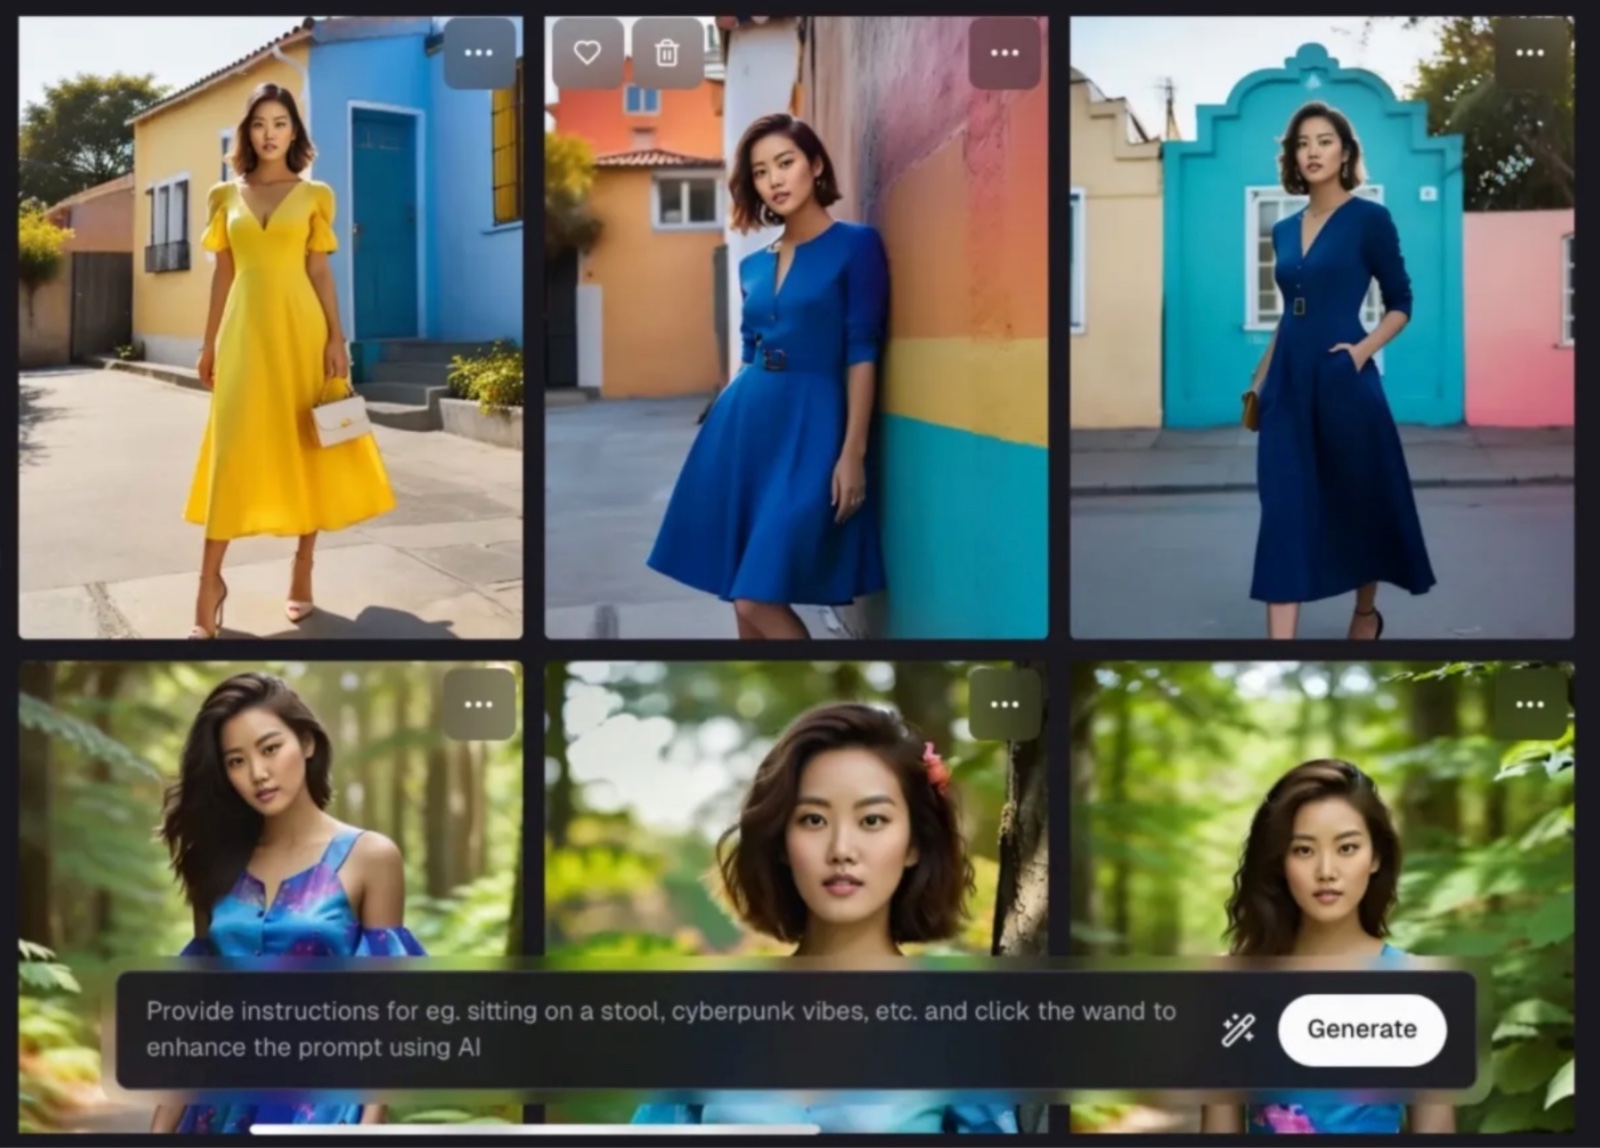 Provide instructions for eg. sitting on a stool, cyberpunk vibes, etc. and click the wand to
enhance the prompt using AI
Generate